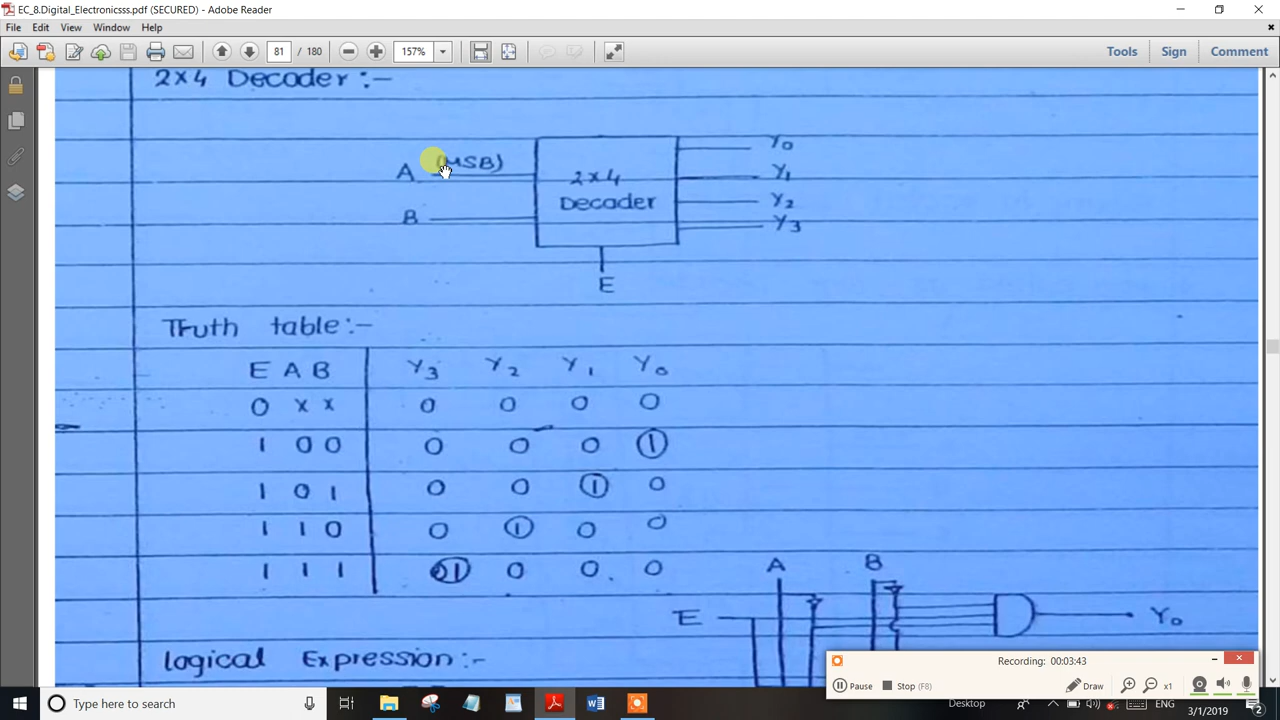 EC_8.Digital_Electronicsss.pdf (SECURED) - Adobe Reader
File Edit View Window Help
81 / 180 157% Tools Sign Comment
2x4 Decoder :-
A (MSB)
B
2x4
Decoder
E
Y0
Y1
Y2
Y3
Truth table :-
E A B Y3 Y2 Y1 Y0
0 x x 0 0 0 0
1 0 0 0 0 0 1
1 0 1 0 0 1 0
1 1 0 0 1 0 0
1 1 1 1 0 0 0
A B
E Y0
Logical Expression :-
Recording: 00:03:43
Pause Stop (F8) Draw x1
Type here to search
Desktop ENG 7:12 PM
3/1/2019 2